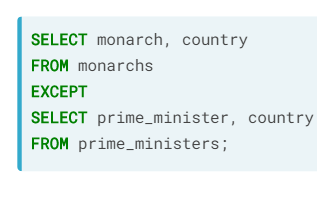 SELECT monarch, country
FROM monarchs
EXCEPT
SELECT prime_minister, country
FROM prime_ministers;